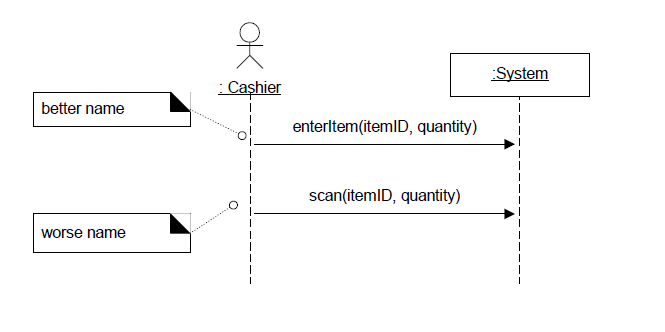 : Cashier
:System
better name
enterItem(itemID, quantity)
scan(itemID, quantity)
worse name